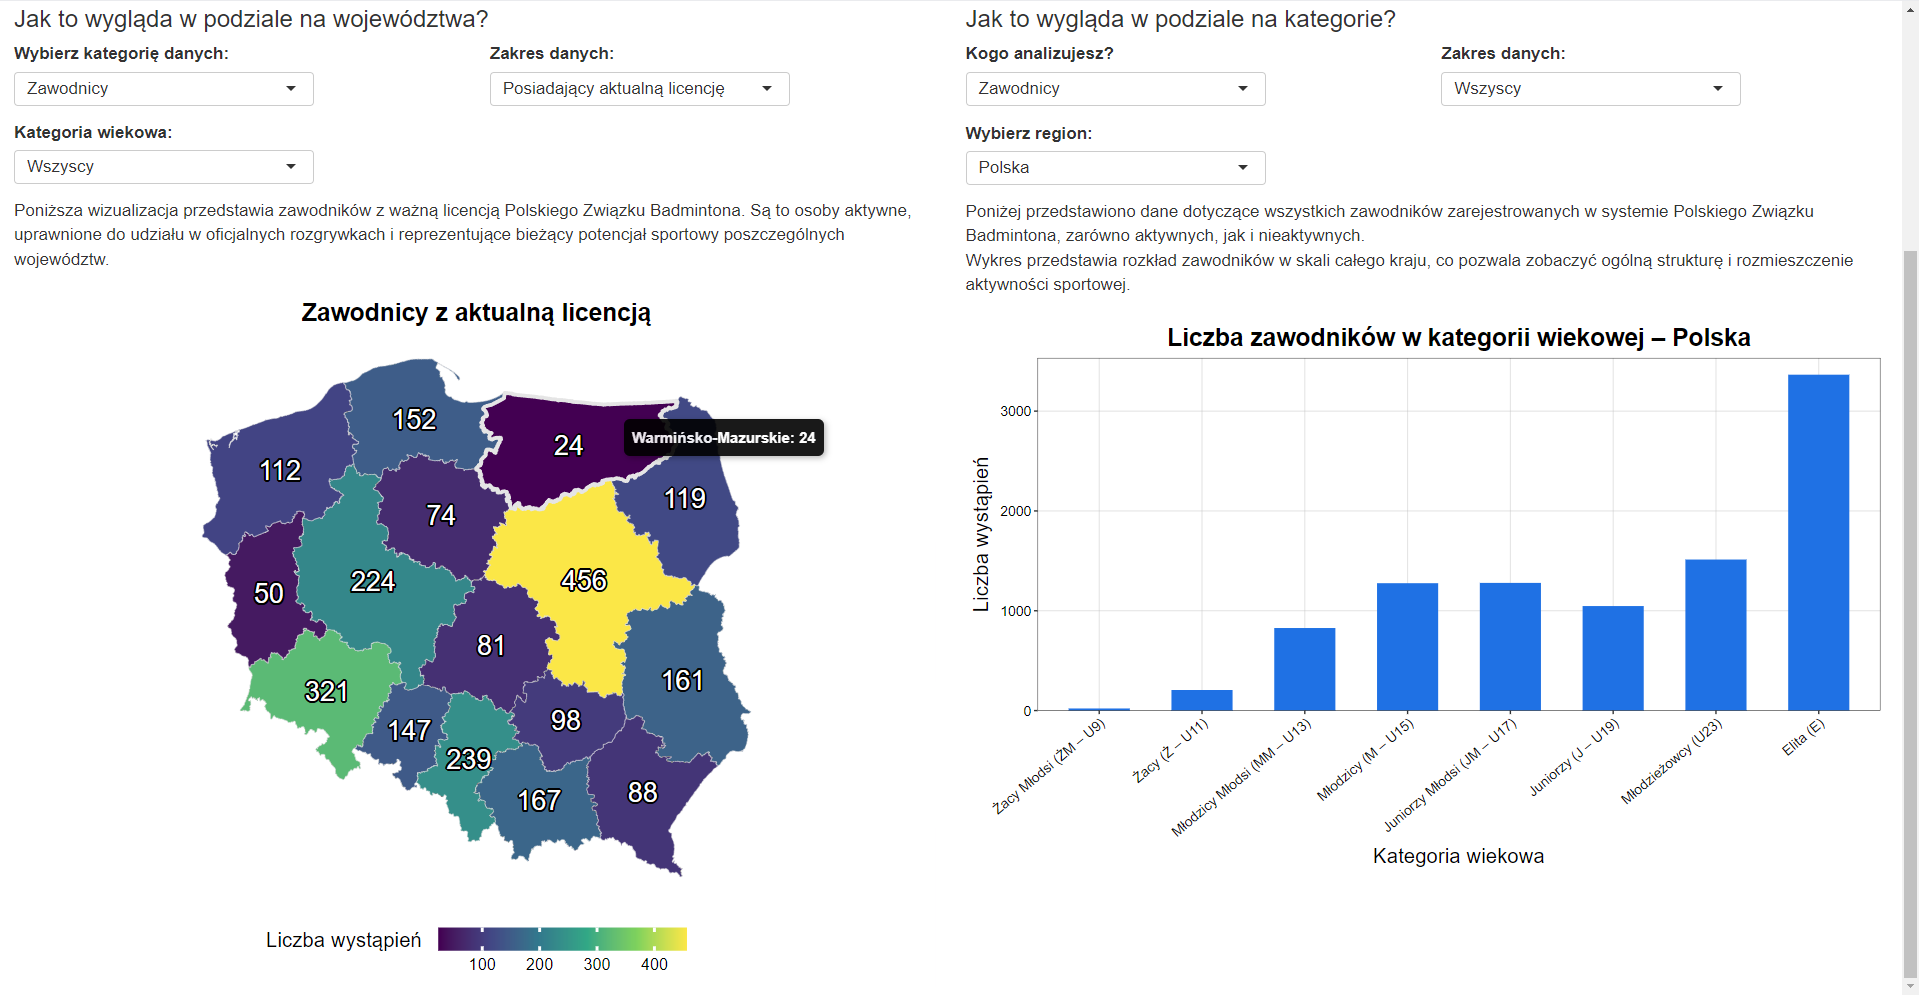 Jak to wygląda w podziale na województwa?
Wybierz kategorię danych:
Zakres danych:
Zawodnicy
Posiadający aktualną licencję
Kategoria wiekowa:
Wszyscy
Poniższa wizualizacja przedstawia zawodników z ważną licencją Polskiego Związku Badmintona. Są to osoby aktywne,
uprawnione do udziału w oficjalnych rozgrywkach i reprezentujące bieżący potencjał sportowy poszczególnych
województw.
Zawodnicy z aktualną licencją
152
24
Warmińsko-Mazurskie: 24
112
119
74
224
456
50
81
161
321
98
147
239
167
88
Liczba wystąpień
100
200
300
400
Jak to wygląda w podziale na kategorie?
Kogo analizujesz?
Zakres danych:
Zawodnicy
Wszyscy
Wybierz region:
Polska
Poniżej przedstawiono dane dotyczące wszystkich zawodników zarejestrowanych w systemie Polskiego Związku
Badmintona, zarówno aktywnych, jak i nieaktywnych.
Wykres przedstawia rozkład zawodników w skali całego kraju, co pozwala zobaczyć ogólną strukturę i rozmieszczenie
aktywności sportowej.
Liczba zawodników w kategorii wiekowej – Polska
Liczba wystąpień
3000
2000
1000
0
Żacy Młodsi (ŻM – U9)
Żacy (Ż – U11)
Młodzicy Młodsi (MM – U13)
Młodzicy (M – U15)
Juniorzy Młodsi (JM – U17)
Juniorzy (J – U19)
Młodzieżowcy (U23)
Elita (E)
Kategoria wiekowa